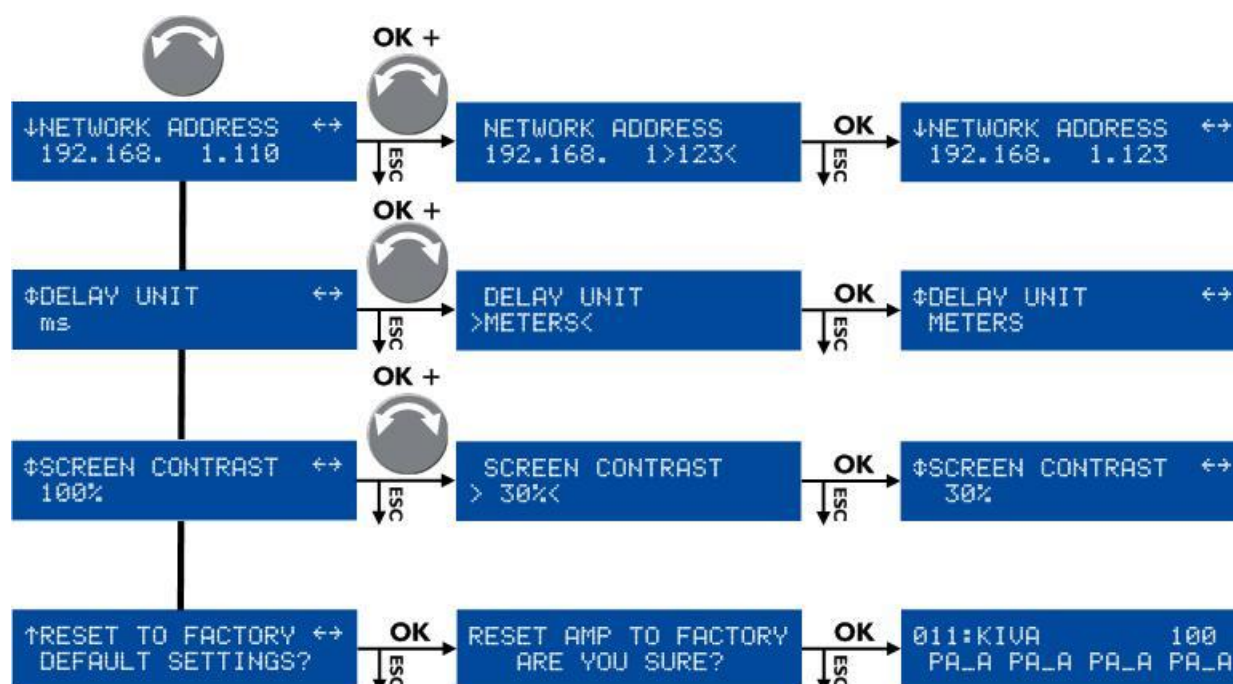 OK +
↓NETWORK ADDRESS ↔
192.168. 1.110
ESC
NETWORK ADDRESS
192.168. 1>123<
OK
ESC
↓NETWORK ADDRESS ↔
192.168. 1.123
OK +
⇕DELAY UNIT ↔
ms
ESC
DELAY UNIT
>METERS<
OK
ESC
⇕DELAY UNIT ↔
METERS
OK +
⇕SCREEN CONTRAST ↔
100%
ESC
SCREEN CONTRAST
> 30%<
OK
ESC
⇕SCREEN CONTRAST ↔
30%
↑RESET TO FACTORY ↔
DEFAULT SETTINGS?
OK
ESC
RESET AMP TO FACTORY
ARE YOU SURE?
OK
ESC
011:KIVA 100
PA_A PA_A PA_A PA_A